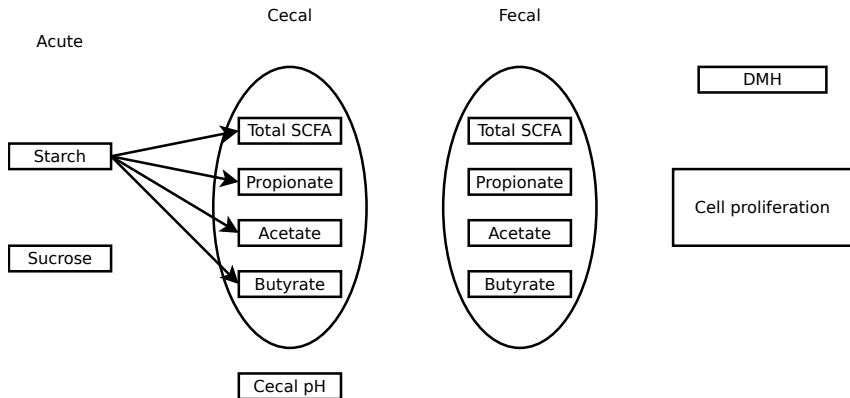 Cecal
Fecal
Acute
DMH
Total SCFA
Total SCFA
Starch
Propionate
Propionate
Cell proliferation
Acetate
Acetate
Sucrose
Butyrate
Butyrate
Cecal pH